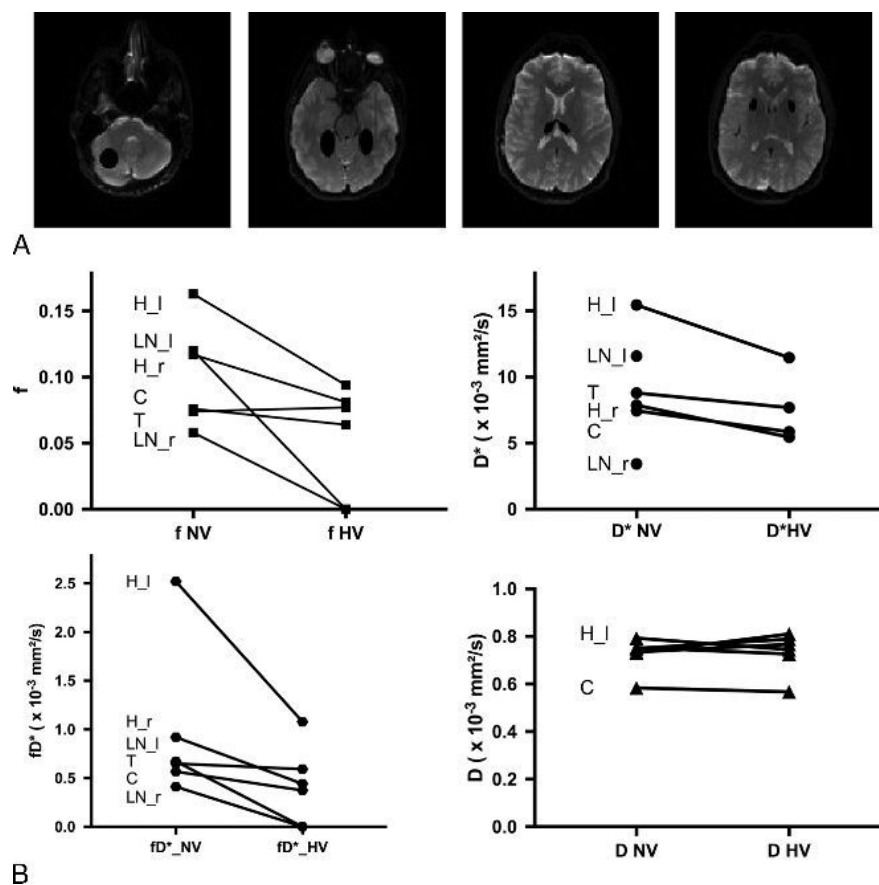 A
0.15
0.10
0.05
0.00
f
H_l
LN_l
H_r
C
T
LN_r
f NV
f HV
15
10
5
0
D* ( x 10⁻³ mm²/s)
H_l
LN_l
T
H_r
C
LN_r
D* NV
D*HV
2.5
2.0
1.5
1.0
0.5
0.0
fD* ( x 10⁻³ mm²/s)
H_l
H_r
LN_l
T
C
LN_r
fD*_NV
fD*_HV
1.0
0.8
0.6
0.4
0.2
0.0
D ( x 10⁻³ mm²/s)
H_l
C
D NV
D HV
B